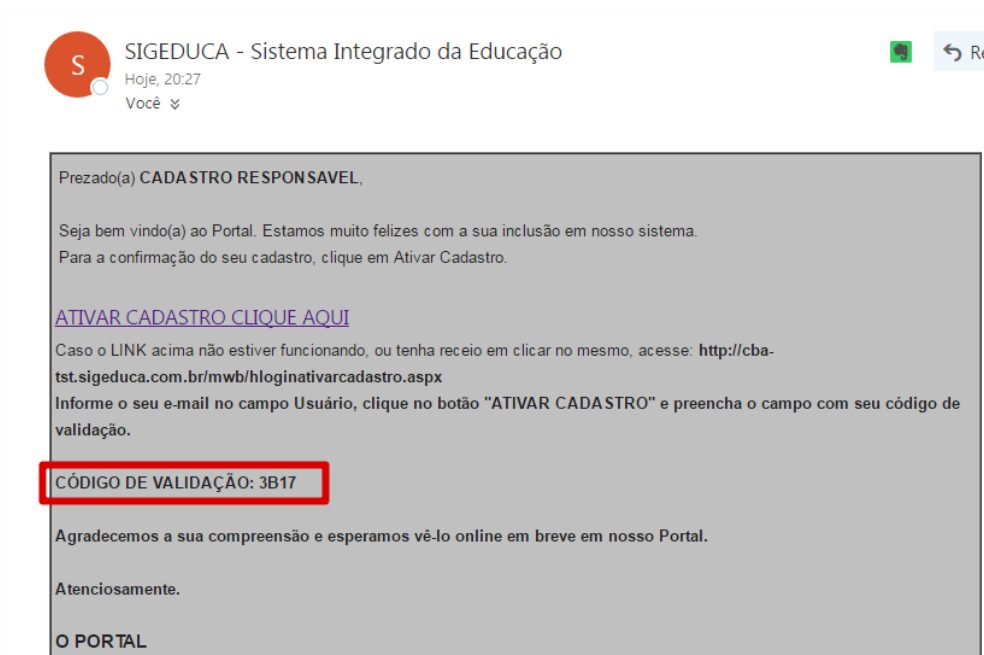 S
SIGEDUCA - Sistema Integrado da Educação
Hoje, 20:27
Você
Re
Prezado(a) CADASTRO RESPONSAVEL,
Seja bem vindo(a) ao Portal. Estamos muito felizes com a sua inclusão em nosso sistema.
Para a confirmação do seu cadastro, clique em Ativar Cadastro.
ATIVAR CADASTRO CLIQUE AQUI
Caso o LINK acima não estiver funcionando, ou tenha receio em clicar no mesmo, acesse: http://cba-
tst.sigeduca.com.br/mwb/hloginativarcadastro.aspx
Informe o seu e-mail no campo Usuário, clique no botão "ATIVAR CADASTRO" e preencha o campo com seu código de
validação.
CÓDIGO DE VALIDAÇÃO: 3B17
Agradecemos a sua compreensão e esperamos vê-lo online em breve em nosso Portal.
Atenciosamente.
O PORTAL